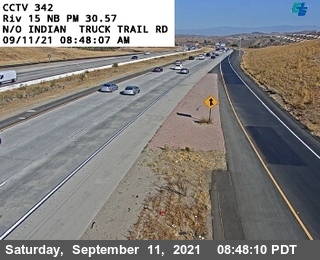 CCTV 342
Riv 15 NB PM 30.57
N/O INDIAN TRUCK TRAIL RD
09/11/21 08:48:07 AM
Saturday, September 11, 2021 08:48:10 PDT